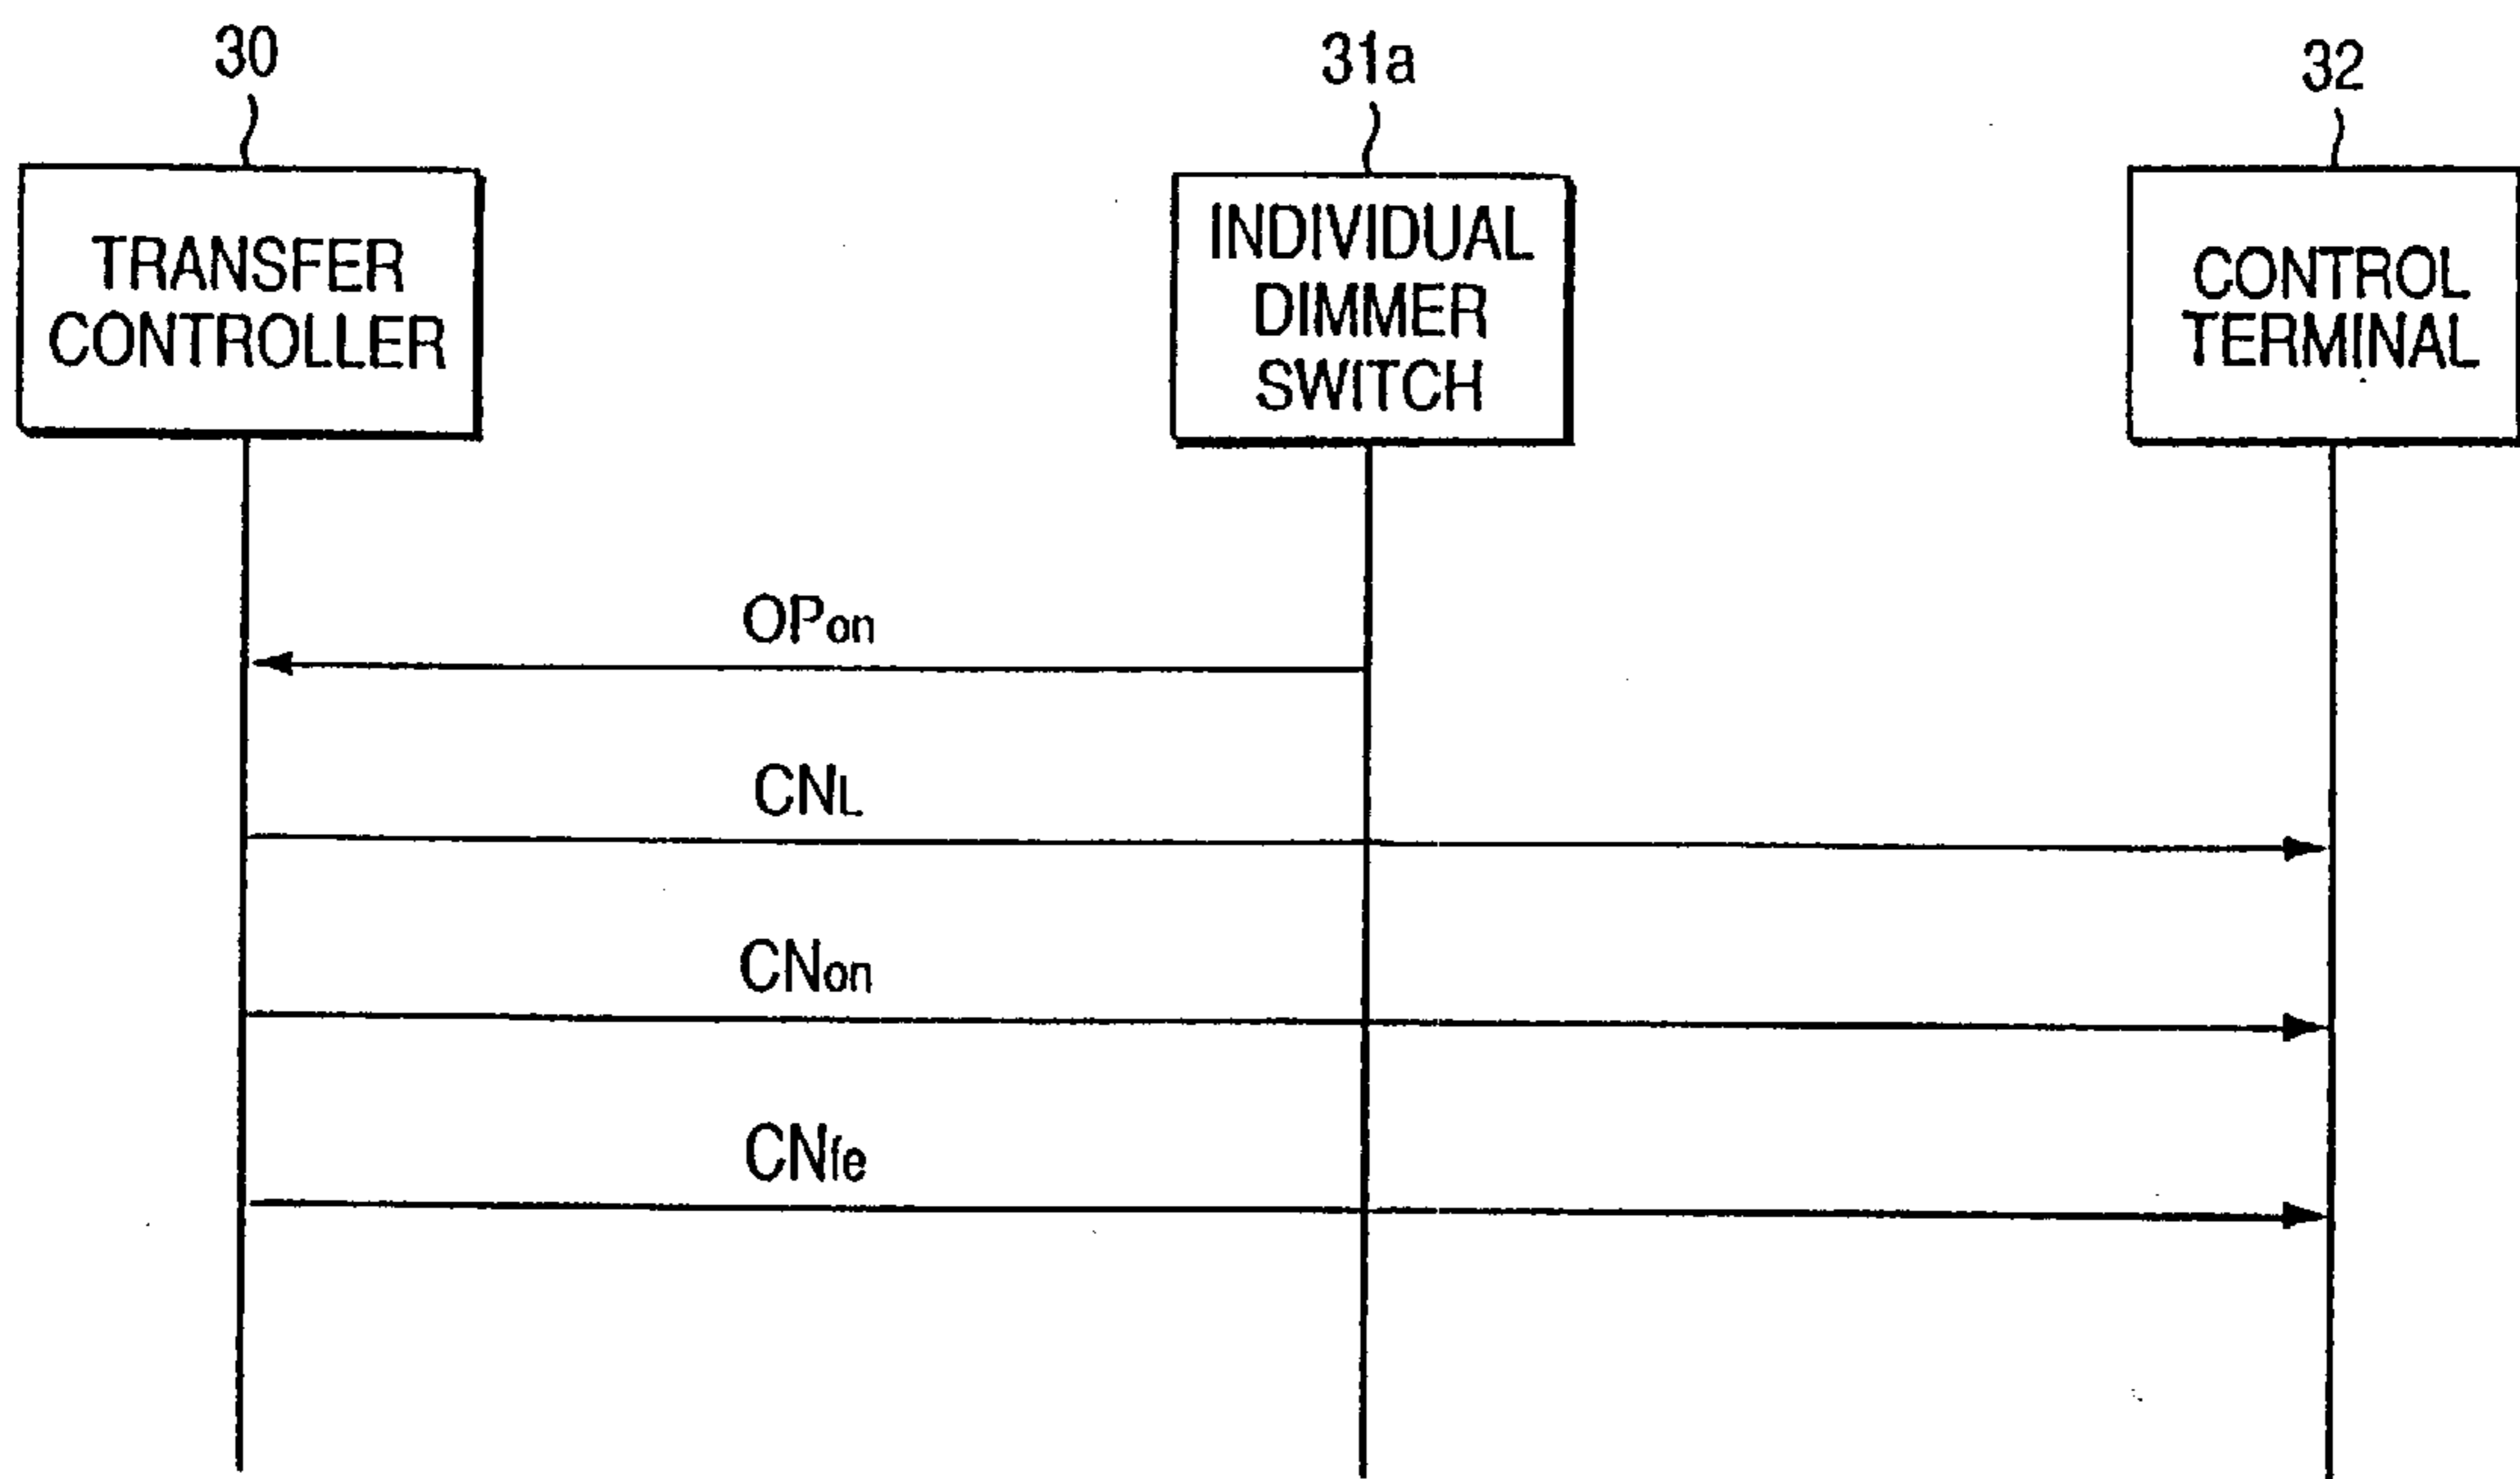 30
31a
32
TRANSFER
CONTROLLER
INDIVIDUAL
DIMMER
SWITCH
CONTROL
TERMINAL
OPon
CNL
CNon
CNfe